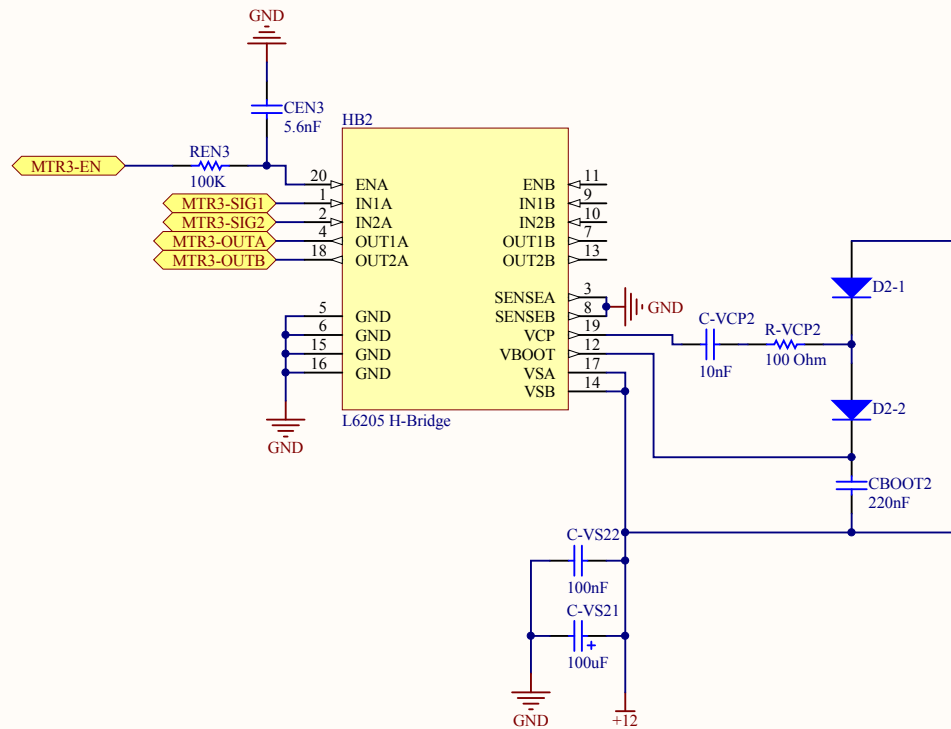 GND
CEN3
5.6nF
HB2
REN3
MTR3-EN
100K
20 ENA ENB 11
MTR3-SIG1 1 IN1A IN1B 9
MTR3-SIG2 2 IN2A IN2B 10
MTR3-OUTA 4 OUT1A OUT1B 7
MTR3-OUTB 18 OUT2A OUT2B 13
D2-1
SENSEA 3
GND
5 GND SENSEB 8
C-VCP2 R-VCP2
6 GND VCP 19
15 GND VBOOT 12
10nF 100 Ohm
16 GND VSA 17
VSB 14
D2-2
L6205 H-Bridge
GND
CBOOT2
220nF
C-VS22
100nF
C-VS21
+
100uF
GND
+12